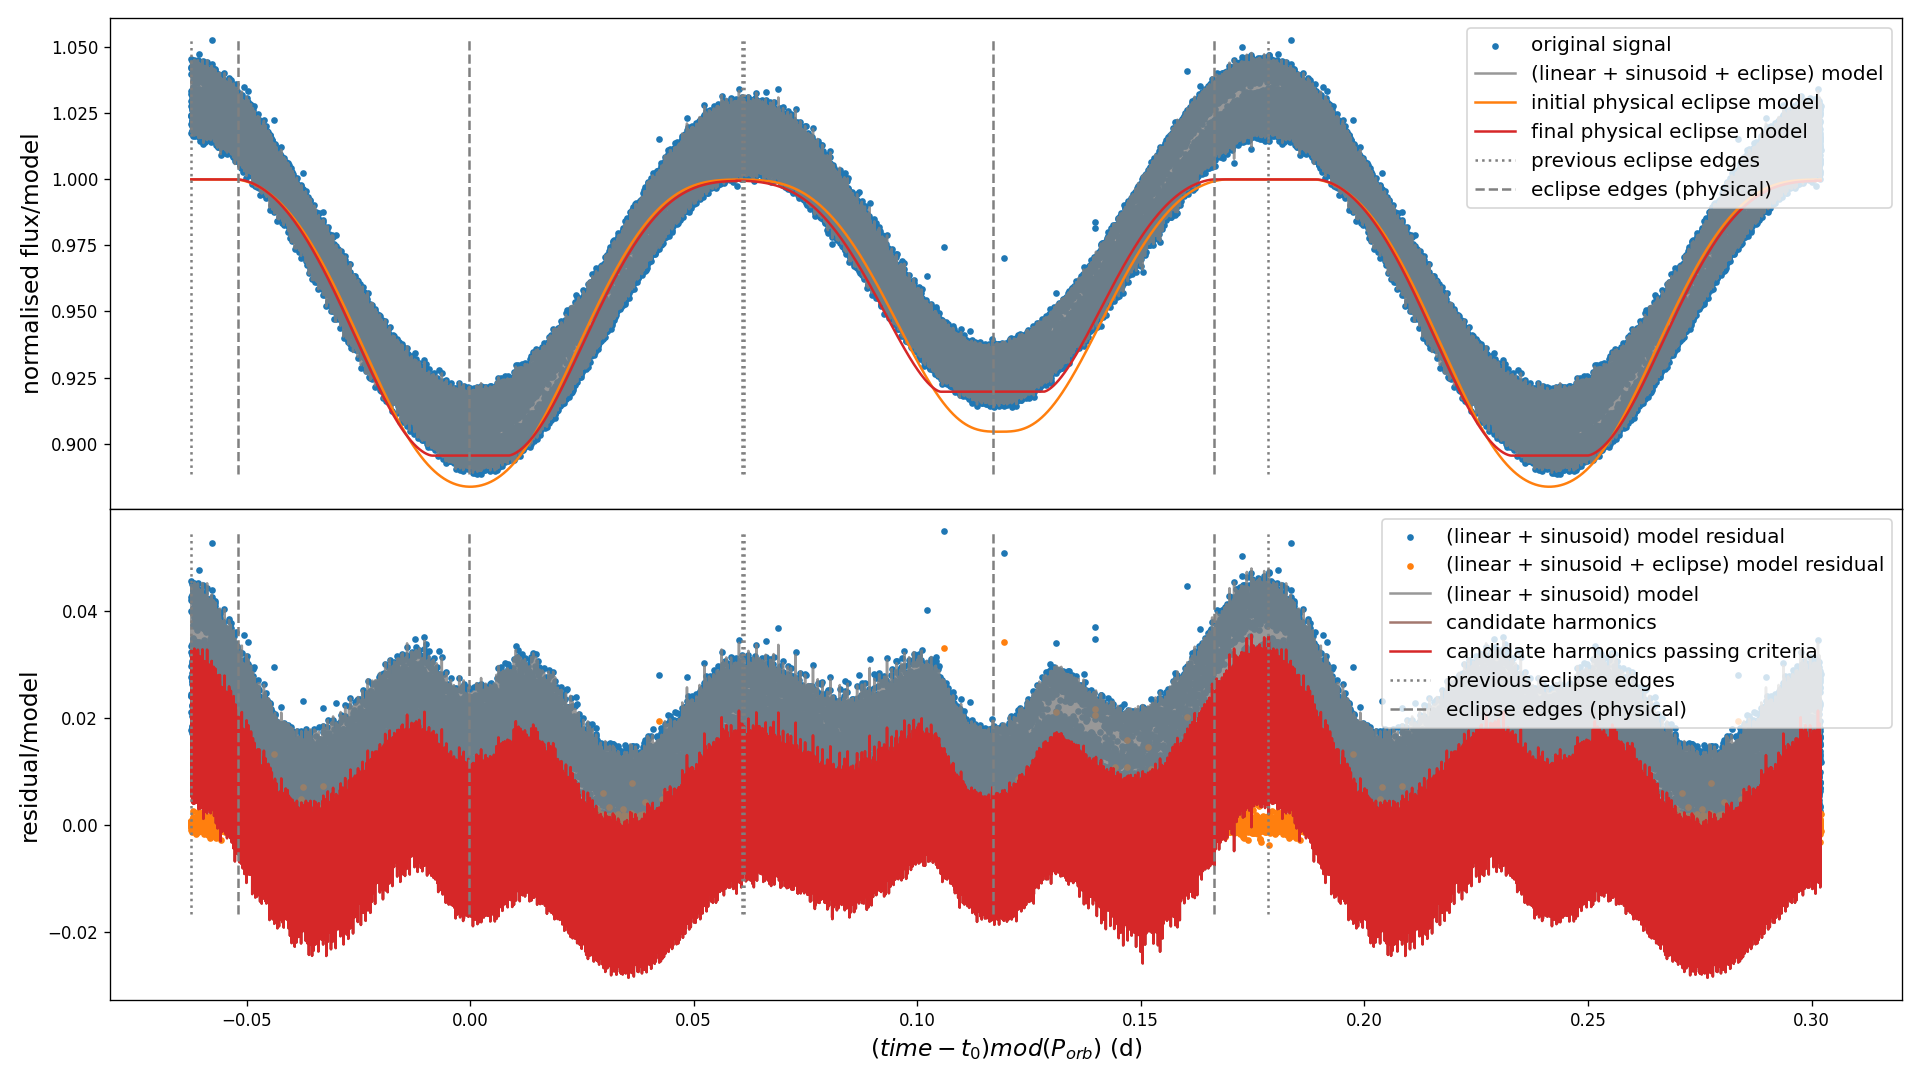 normalised flux/model
1.050
1.025
1.000
0.975
0.950
0.925
0.900
original signal
(linear + sinusoid + eclipse) model
initial physical eclipse model
final physical eclipse model
previous eclipse edges
eclipse edges (physical)
residual/model
0.04
0.02
0.00
−0.02
(linear + sinusoid) model residual
(linear + sinusoid + eclipse) model residual
(linear + sinusoid) model
candidate harmonics
candidate harmonics passing criteria
previous eclipse edges
eclipse edges (physical)
−0.05 0.00 0.05 0.10 0.15 0.20 0.25 0.30
(time − t₀)mod(P_orb) (d)